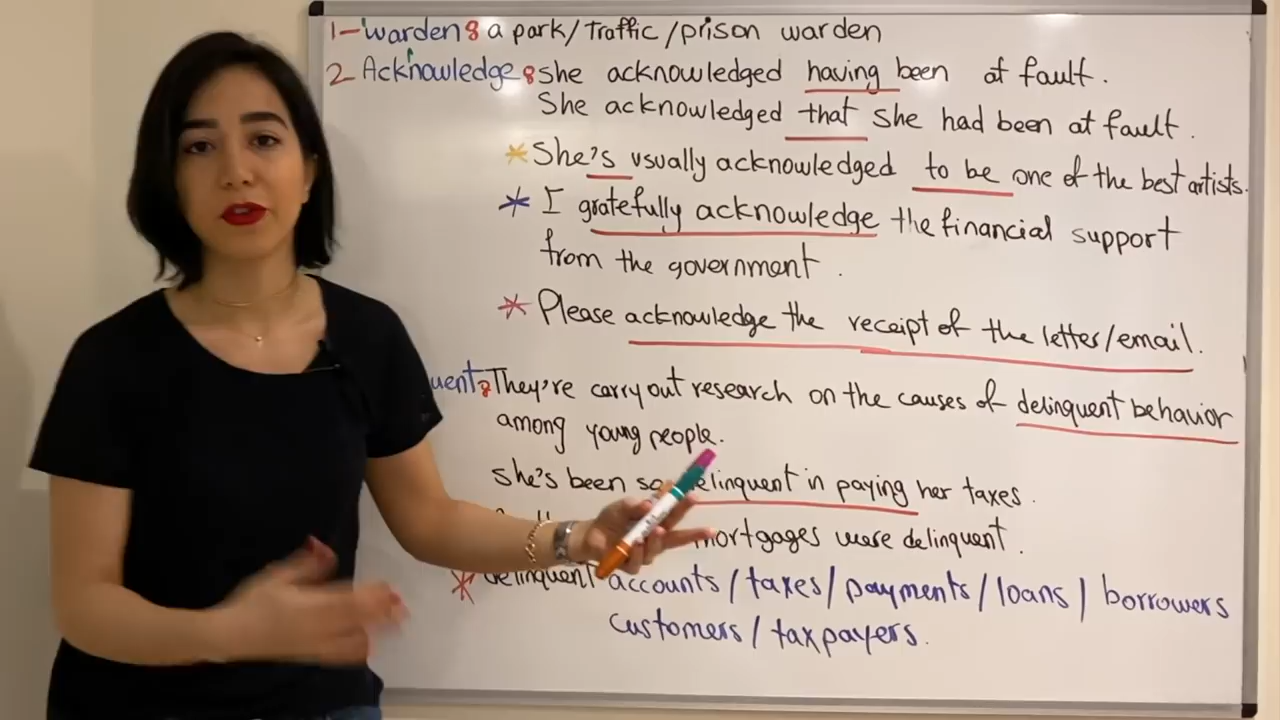 1-warden: a park/Traffic/prison warden
2 Acknowledge: she acknowledged having been at fault.
She acknowledged that she had been at fault.
* She's usually acknowledged to be one of the best artists.
* I gratefully acknowledge the financial support
from the government.
* Please acknowledge the receipt of the letter/email.
uent: They're carry out research on the causes of delinquent behavior
among young people.
She's been so delinquent in paying her taxes.
mortgages were delinquent.
* delinquent accounts/taxes/payments/loans/borrowers
customers/taxpayers.